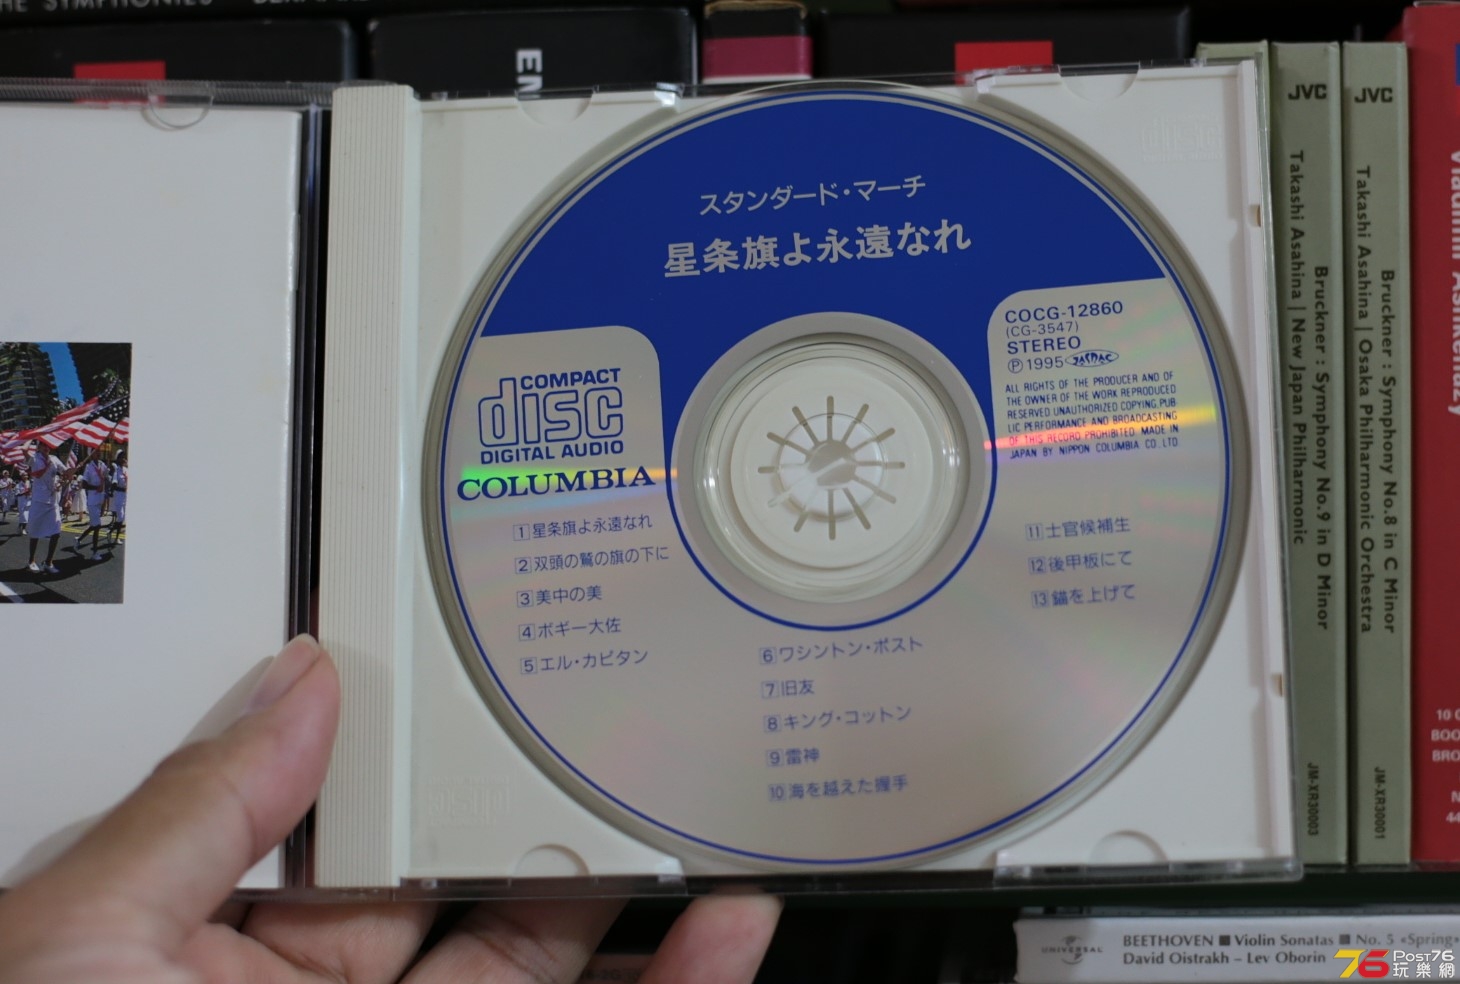 THE SYMPHONIES
EN
スタンダード・マーチ
星条旗よ永遠なれ
COMPACT
disc
DIGITAL AUDIO
COLUMBIA
COCG-12860
(CG-3547)
STEREO
Ⓟ1995 JASRAC
ALL RIGHTS OF THE PRODUCER AND OF
THE OWNER OF THE WORK REPRODUCED
RESERVED UNAUTHORIZED COPYING, PUB-
LIC PERFORMANCE AND BROADCASTING
OF THIS RECORD PROHIBITED. MADE IN
JAPAN BY NIPPON COLUMBIA CO. LTD.
1 星条旗よ永遠なれ
2 双頭の鷲の旗の下に
3 美中の美
4 ボギー大佐
5 エル・カピタン
6 ワシントン・ポスト
7 旧友
8 キング・コットン
9 雷神
10 海を越えた握手
11 士官候補生
12 後甲板にて
13 錨を上げて
JVC
Bruckner : Symphony No.9 in D Minor
Takashi Asahina | New Japan Philharmonic
JM-XR30003
JVC
Bruckner : Symphony No.8 in C Minor
Takashi Asahina | Osaka Philharmonic Orchestra
JM-XR30001
Vladimir Ashkenazy
UNIVERSAL
BEETHOVEN ■ Violin Sonatas ■ No. 5 «Spring»
David Oistrakh – Lev Oborin
76 Post76
玩樂網